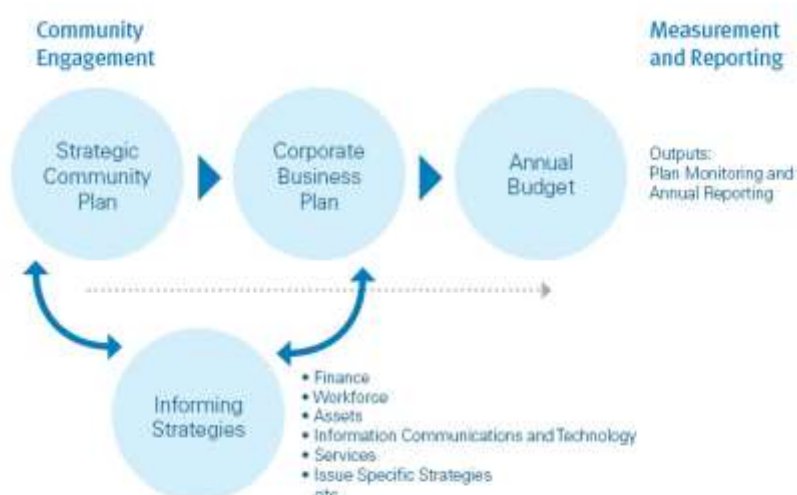 Community
Engagement
Measurement
and Reporting
Strategic
Community
Plan
Corporate
Business
Plan
Annual
Budget
Outputs:
Plan Monitoring and
Annual Reporting
Informing
Strategies
• Finance
• Workforce
• Assets
• Information Communications and Technology
• Services
• Issue Specific Strategies